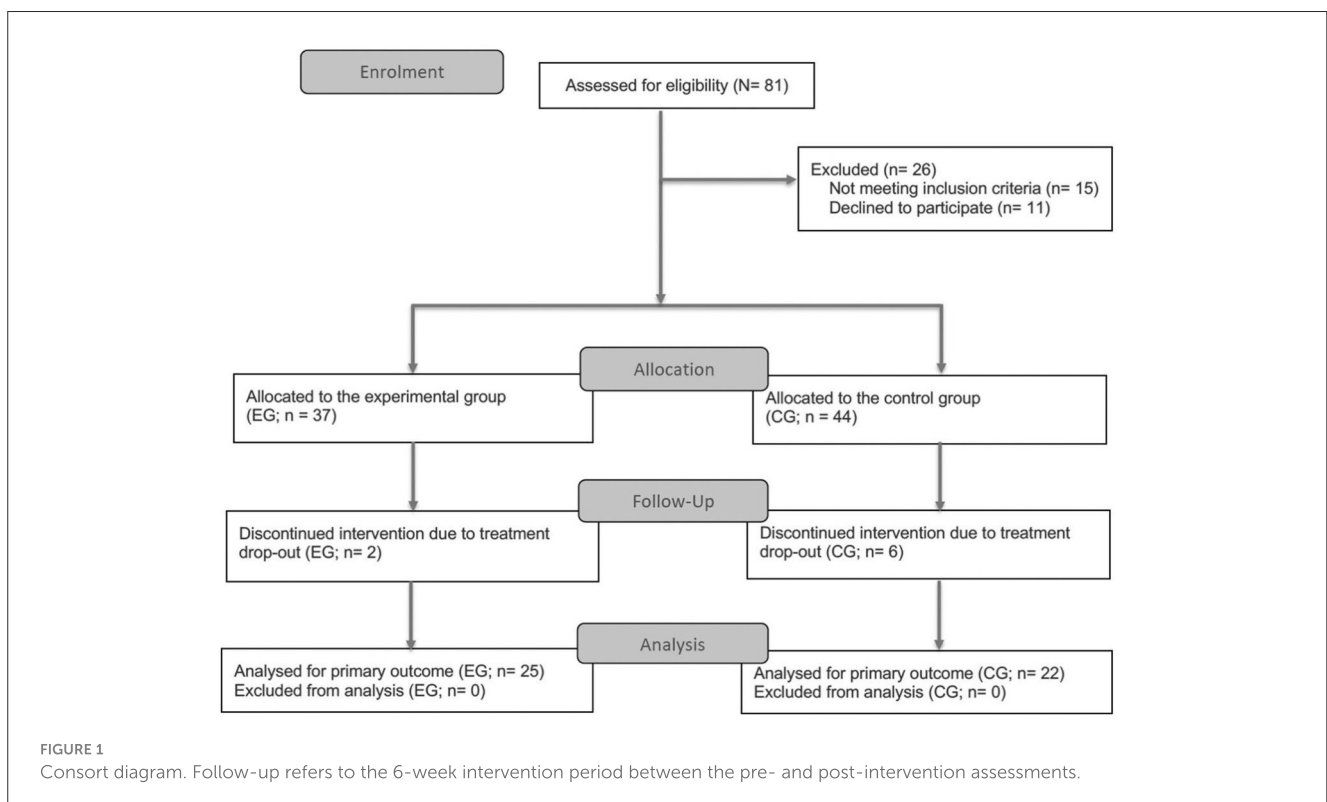 Enrolment
Assessed for eligibility (N= 81)
Excluded (n= 26)
Not meeting inclusion criteria (n= 15)
Declined to participate (n= 11)
Allocation
Allocated to the experimental group
(EG; n = 37)
Allocated to the control group
(CG; n = 44)
Follow-Up
Discontinued intervention due to treatment
drop-out (EG; n= 2)
Discontinued intervention due to treatment
drop-out (CG; n= 6)
Analysis
Analysed for primary outcome (EG; n= 25)
Excluded from analysis (EG; n= 0)
Analysed for primary outcome (CG; n= 22)
Excluded from analysis (CG; n= 0)
FIGURE 1
Consort diagram. Follow-up refers to the 6-week intervention period between the pre- and post-intervention assessments.